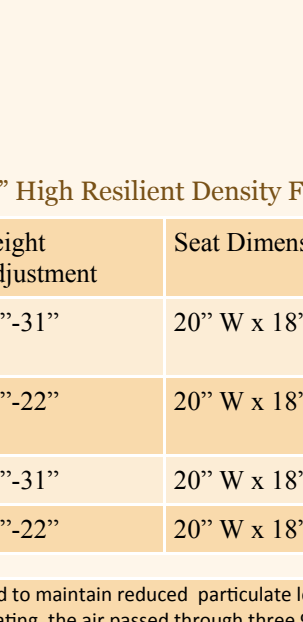 ” High Resilient Density F
eight Seat Dimens
djustment
”-31” 20” W x 18”
”-22” 20” W x 18”
”-31” 20” W x 18”
”-22” 20” W x 18”
d to maintain reduced particulate l
ating, the air passed through three